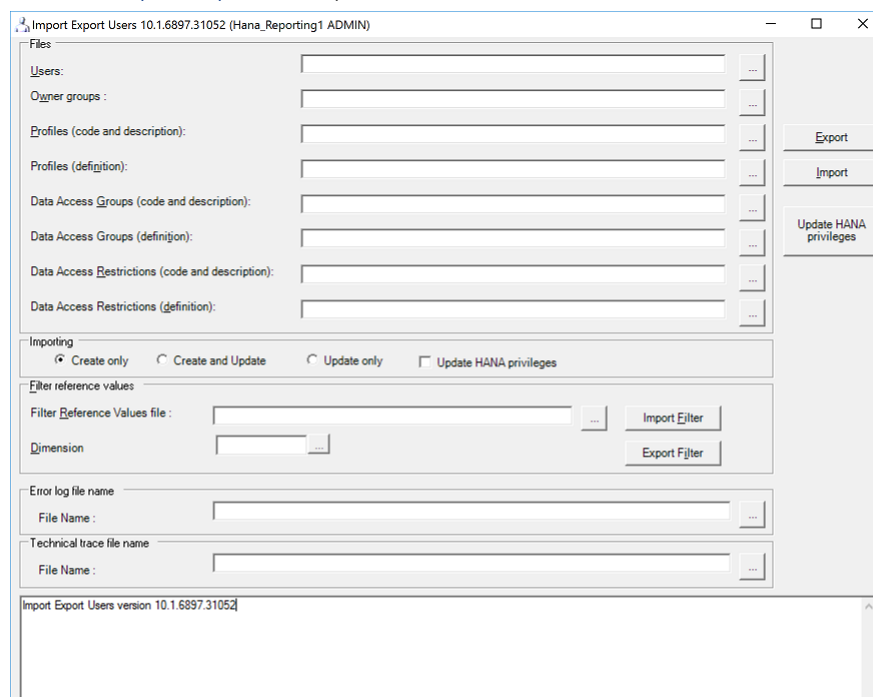 Import Export Users 10.1.6897.31052 (Hana_Reporting1 ADMIN)
Files
Users:
...
Owner groups :
...
Profiles (code and description):
...
Export
Profiles (definition):
...
Import
Data Access Groups (code and description):
...
Update HANA
privileges
Data Access Groups (definition):
...
Data Access Restrictions (code and description):
...
Data Access Restrictions (definition):
...
Importing
Create only Create and Update Update only Update HANA privileges
Filter reference values
Filter Reference Values file :
...
Import Filter
Dimension
...
Export Filter
Error log file name
File Name :
...
Technical trace file name
File Name :
...
Import Export Users version 10.1.6897.31052